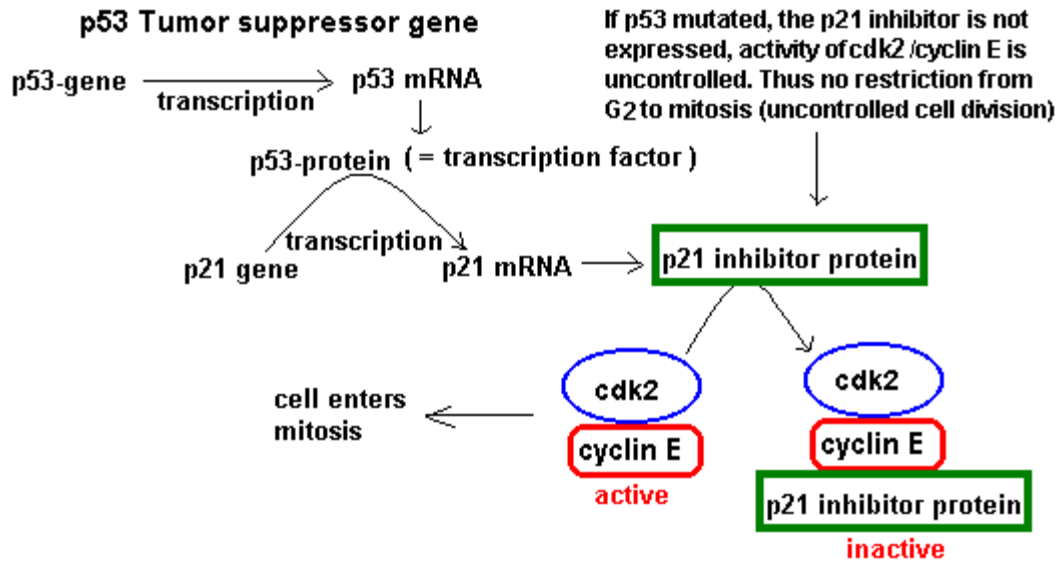 p53 Tumor suppressor gene
If p53 mutated, the p21 inhibitor is not
expressed, activity of cdk2/cyclin E is
uncontrolled. Thus no restriction from
G2 to mitosis (uncontrolled cell division)
p53-gene
transcription
p53 mRNA
p53-protein ( = transcription factor )
p21 gene
transcription
p21 mRNA
p21 inhibitor protein
cell enters
mitosis
cdk2
cyclin E
active
cdk2
cyclin E
p21 inhibitor protein
inactive